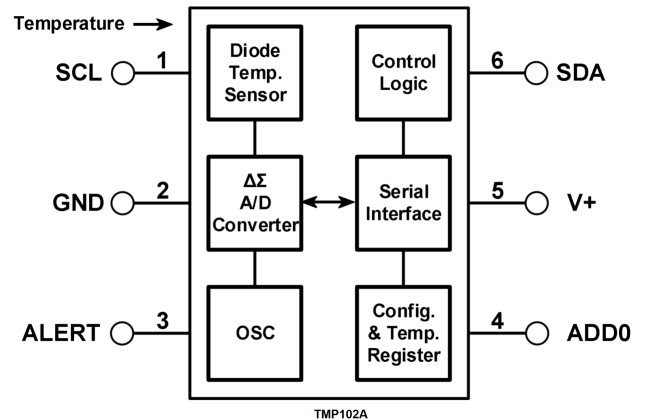 Temperature
SCL
1
Diode
Temp.
Sensor
Control
Logic
6
SDA
GND
2
ΔΣ
A/D
Converter
Serial
Interface
5
V+
ALERT
3
OSC
Config.
& Temp.
Register
4
ADD0
TMP102A